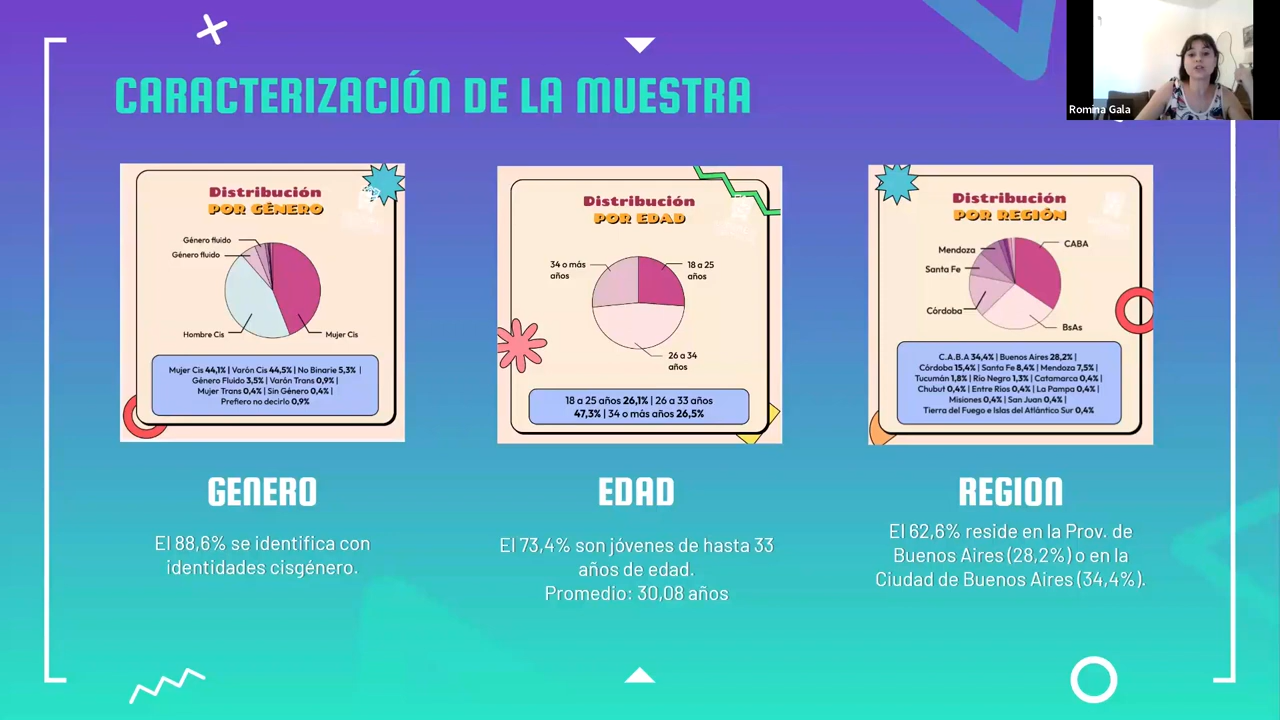 CARACTERIZACIÓN DE LA MUESTRA
Romina Gala
Distribución
POR GÉNERO
Género fluido
Género fluido
Hombre Cis
Mujer Cis
Mujer Cis 44,1% | Varón Cis 44,5% | No Binarie 5,3% |
Género Fluido 3,5% | Varón Trans 0,9% |
Mujer Trans 0,4% | Sin Género 0,4% |
Prefiero no decirlo 0,9%
GENERO
El 88,6% se identifica con
identidades cisgénero.
Distribución
POR EDAD
34 o más
años
18 a 25
años
26 a 34
años
18 a 25 años 26,1% | 26 a 33 años
47,3% | 34 o más años 26,5%
EDAD
El 73,4% son jóvenes de hasta 33
años de edad.
Promedio: 30,08 años
Distribución
POR REGIÓN
Mendoza
CABA
Santa Fe
Córdoba
BsAs
C.A.B.A 34,4% | Buenos Aires 28,2% |
Córdoba 15,4% | Santa Fe 8,4% | Mendoza 7,5% |
Tucumán 1,8% | Río Negro 1,3% | Catamarca 0,4% |
Chubut 0,4% | Entre Ríos 0,4% | La Pampa 0,4% |
Misiones 0,4% | San Juan 0,4% |
Tierra del Fuego e Islas del Atlántico Sur 0,4%
REGION
El 62,6% reside en la Prov. de
Buenos Aires (28,2%) o en la
Ciudad de Buenos Aires (34,4%).